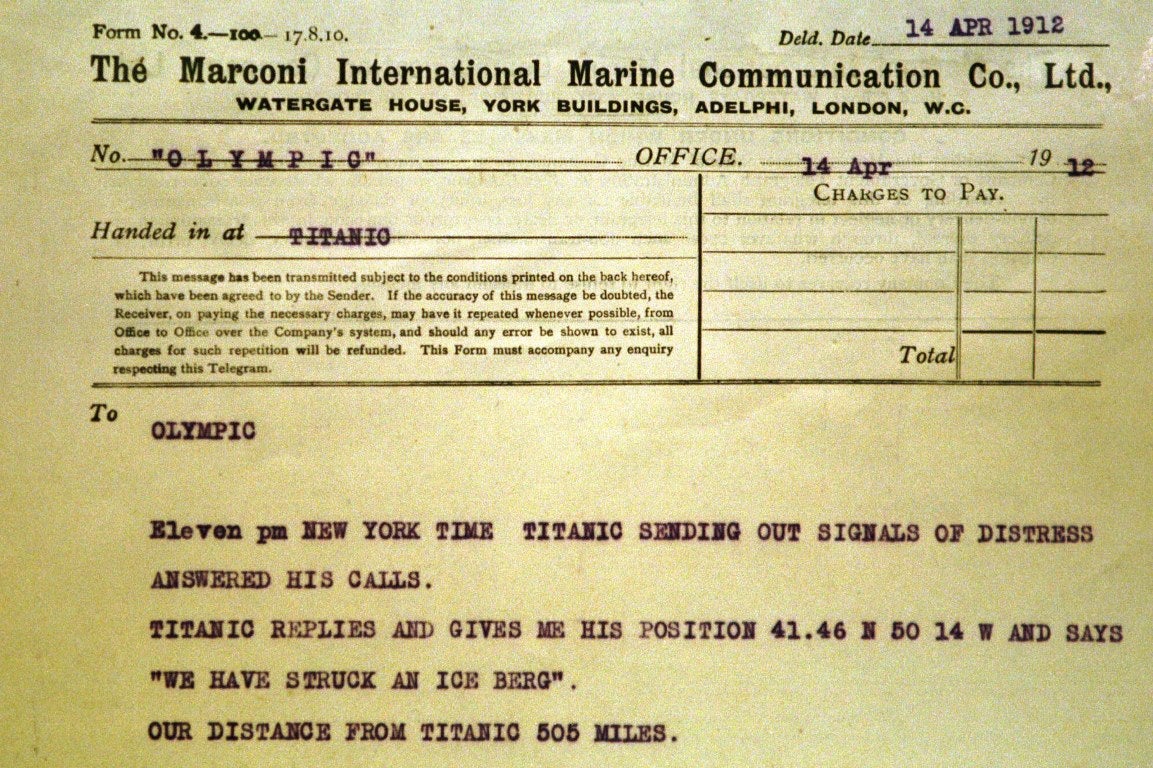 Form No. 4.—100.— 17.8.10.
Deld. Date 14 APR 1912
The Marconi International Marine Communication Co., Ltd.,
WATERGATE HOUSE, YORK BUILDINGS, ADELPHI, LONDON, W.C.
No. "OLYMPIC" OFFICE. 14 Apr 19 12
CHARGES TO PAY.
Handed in at TITANIC
This message has been transmitted subject to the conditions printed on the back hereof,
which have been agreed to by the Sender. If the accuracy of this message be doubted, the
Receiver, on paying the necessary charges, may have it repeated whenever possible, from
Office to Office over the Company's system, and should any error be shown to exist, all
charges for such repetition will be refunded. This Form must accompany any enquiry
respecting this Telegram.
Total
To
OLYMPIC
Eleven pm NEW YORK TIME TITANIC SENDING OUT SIGNALS OF DISTRESS
ANSWERED HIS CALLS.
TITANIC REPLIES AND GIVES ME HIS POSITION 41.46 N 50 14 W AND SAYS
"WE HAVE STRUCK AN ICE BERG".
OUR DISTANCE FROM TITANIC 505 MILES.